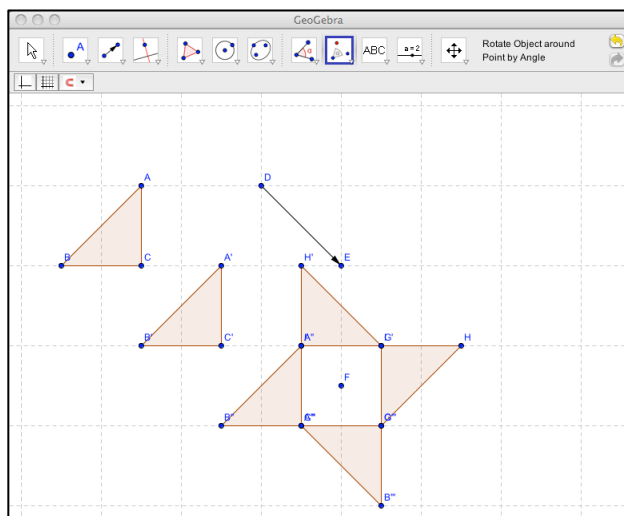 GeoGebra
A
ABC
a=2
Rotate Object around
Point by Angle
A
D
B
C
A'
H'
E
B'
C'
A''
G'
H
F
B''
G'''
B'''